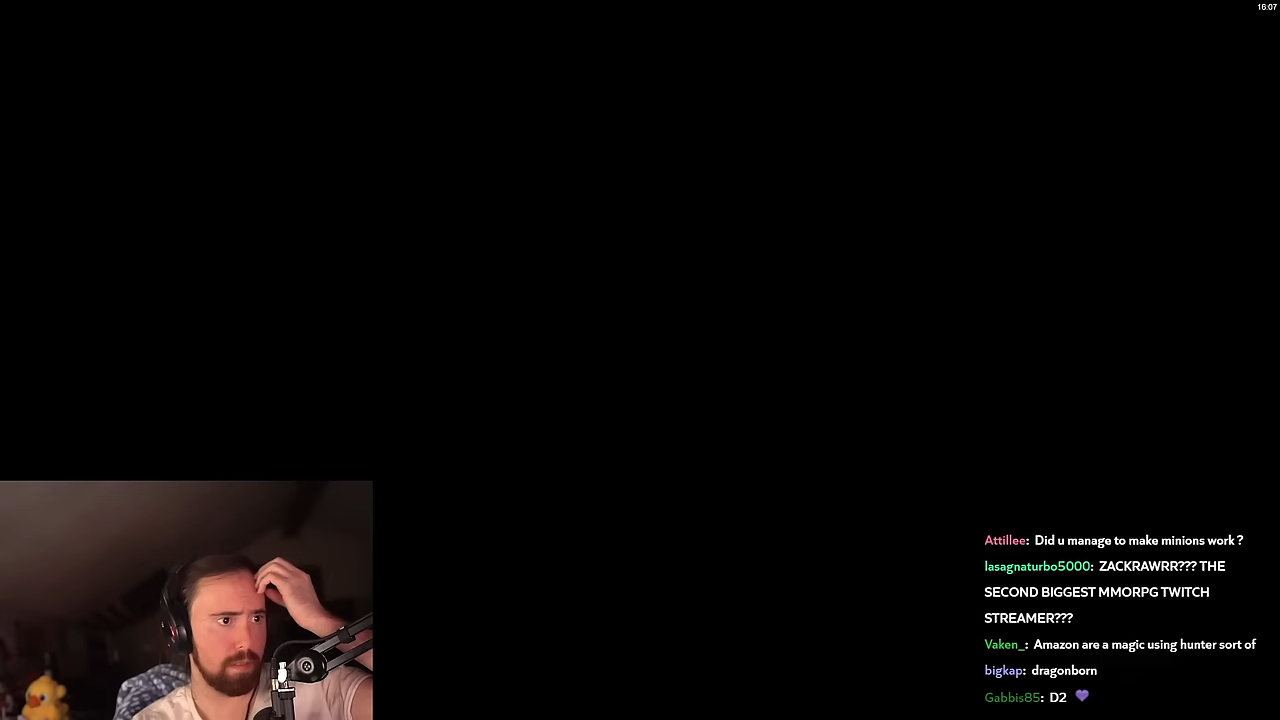 16:07
Attillee: Did u manage to make minions work ?
lasagnaturbo5000: ZACKRAWRR??? THE
SECOND BIGGEST MMORPG TWITCH
STREAMER???
Vaken_: Amazon are a magic using hunter sort of
bigkap: dragonborn
Gabbis85: D2 💜